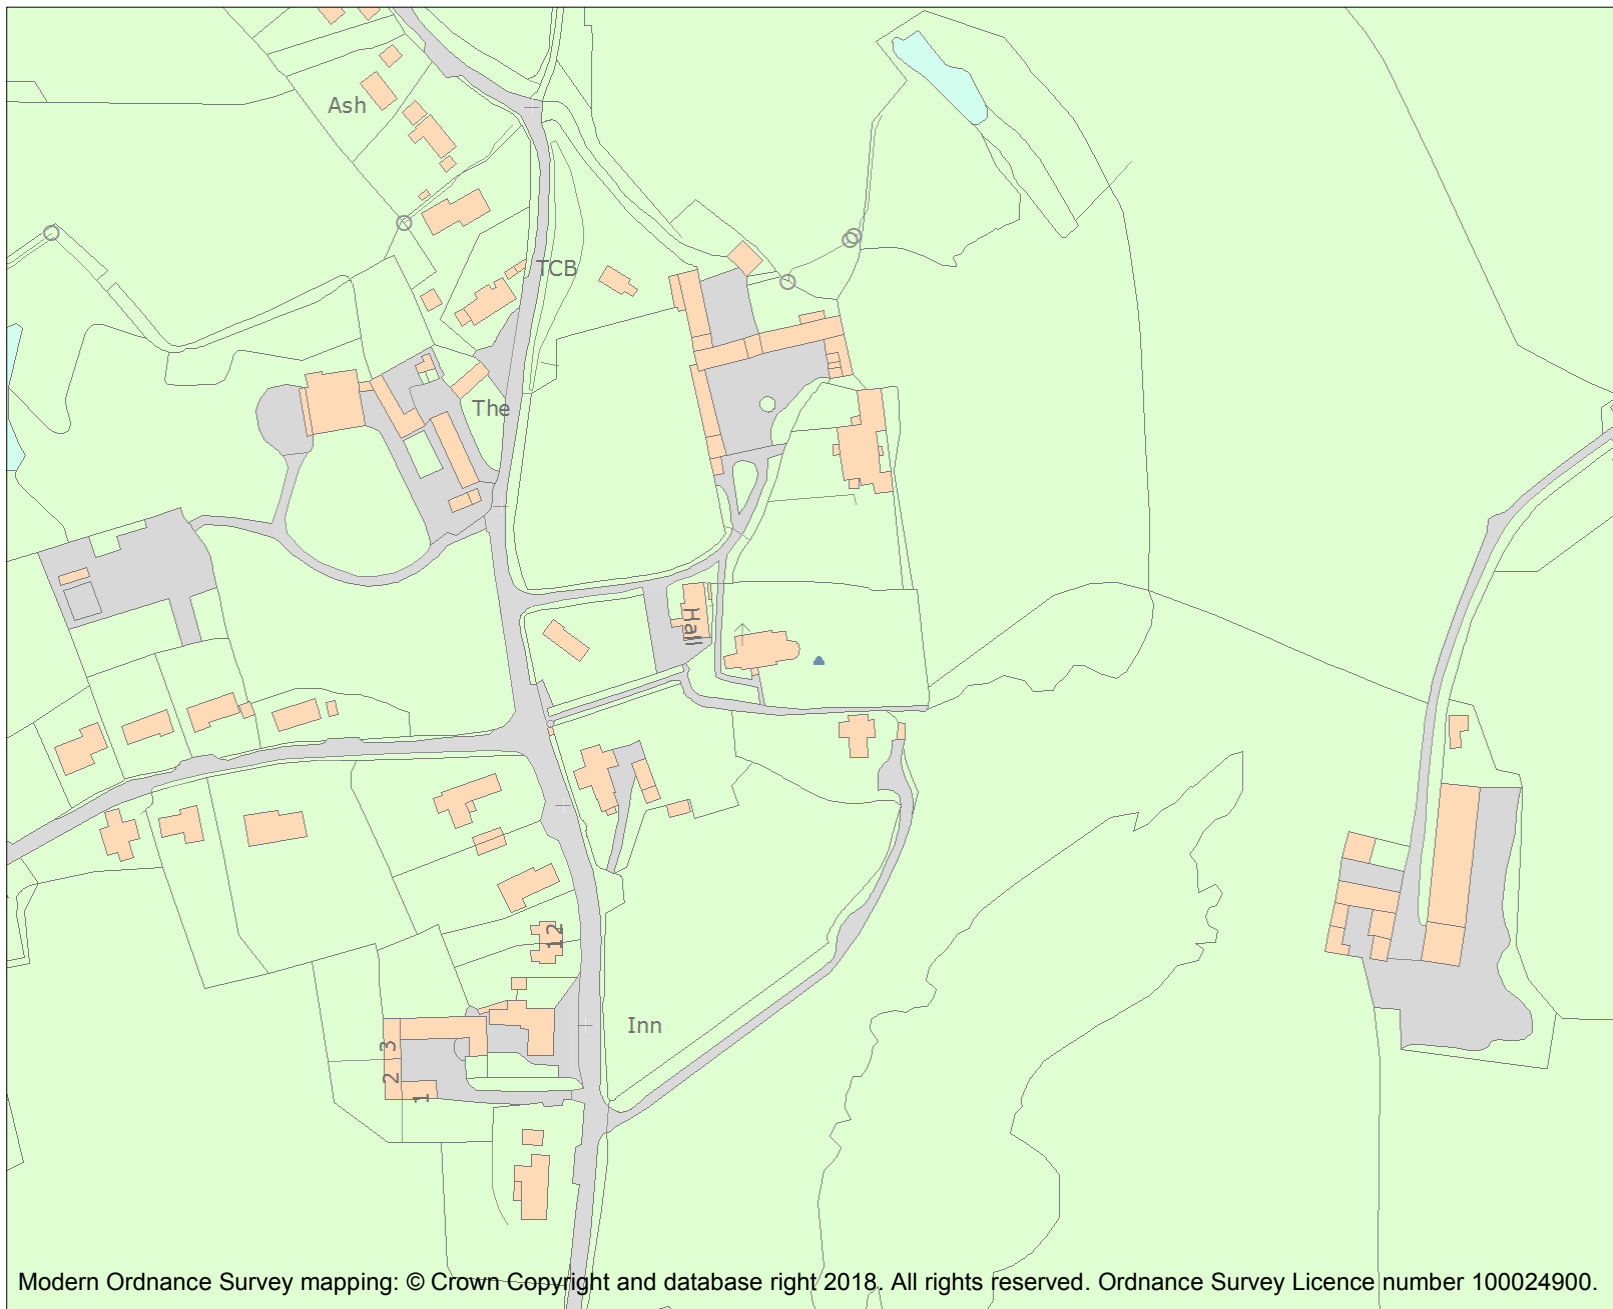 Ash
TCB
The
Hall
12
Inn
3
2
1
Modern Ordnance Survey mapping: © Crown Copyright and database right 2018. All rights reserved. Ordnance Survey Licence number 100024900.